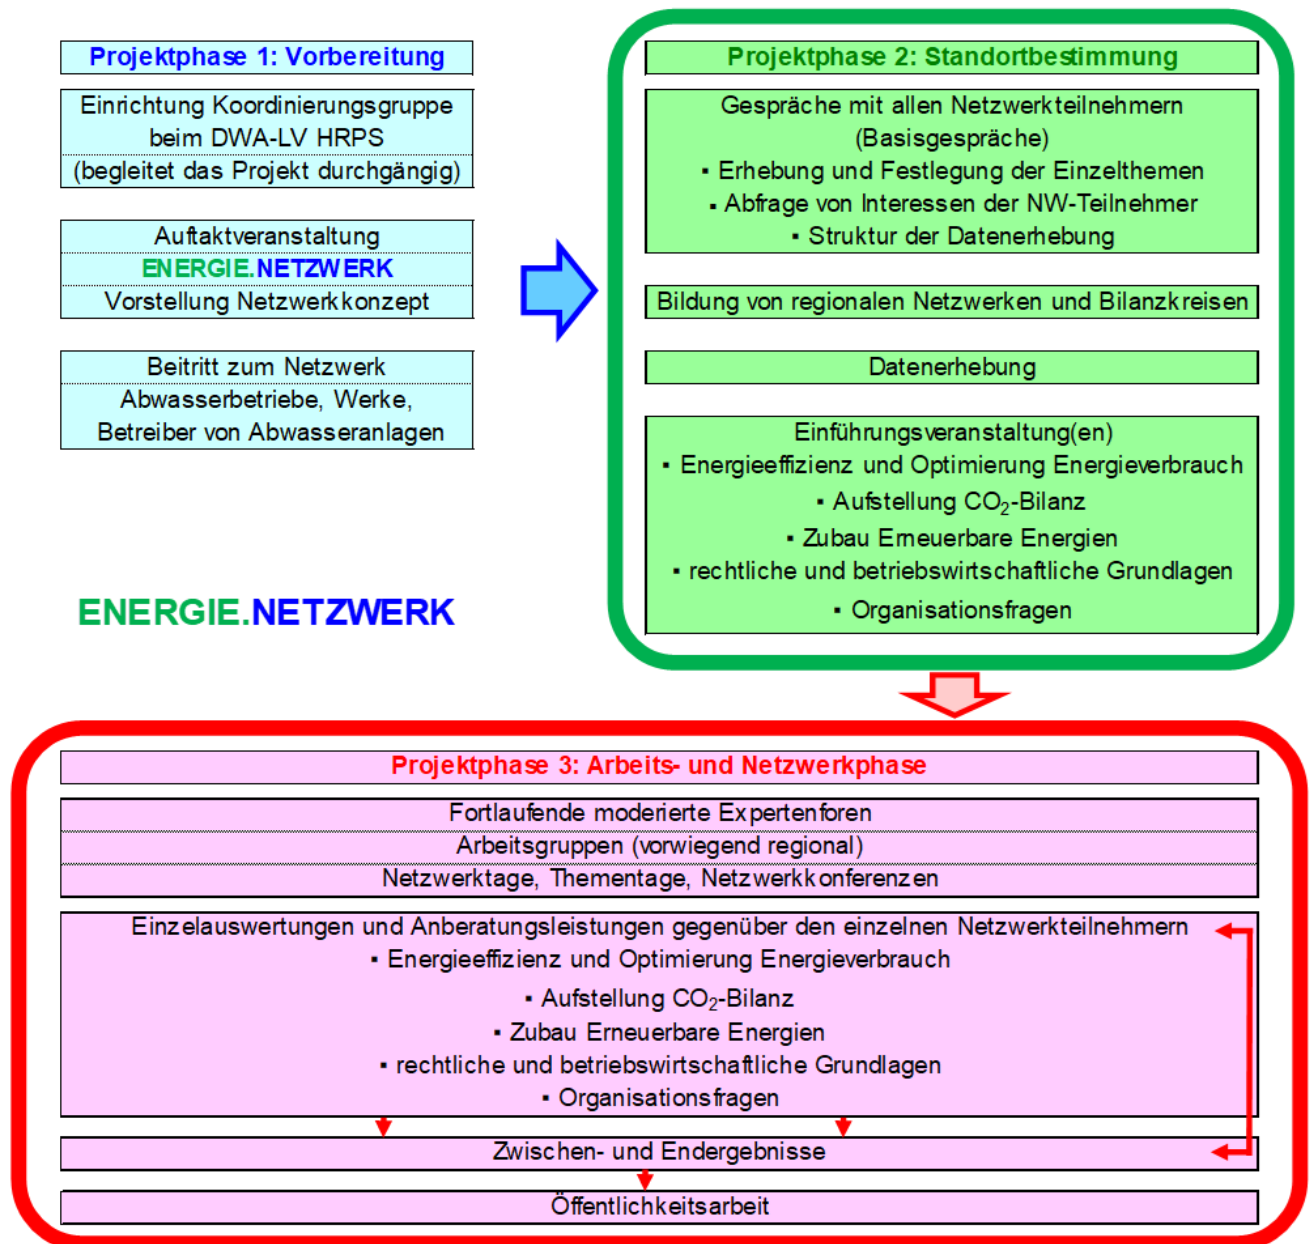 Projektphase 1: Vorbereitung
Einrichtung Koordinierungsgruppe
beim DWA-LV HRPS
(begleitet das Projekt durchgängig)
Auftaktveranstaltung
ENERGIE.NETZWERK
Vorstellung Netzwerkkonzept
Beitritt zum Netzwerk
Abwasserbetriebe, Werke,
Betreiber von Abwasseranlagen
ENERGIE.NETZWERK
Projektphase 2: Standortbestimmung
Gespräche mit allen Netzwerkteilnehmern
(Basisgespräche)
▪ Erhebung und Festlegung der Einzelthemen
▪ Abfrage von Interessen der NW-Teilnehmer
▪ Struktur der Datenerhebung
Bildung von regionalen Netzwerken und Bilanzkreisen
Datenerhebung
Einführungsveranstaltung(en)
▪ Energieeffizienz und Optimierung Energieverbrauch
▪ Aufstellung CO₂-Bilanz
▪ Zubau Erneuerbare Energien
▪ rechtliche und betriebswirtschaftliche Grundlagen
▪ Organisationsfragen
Projektphase 3: Arbeits- und Netzwerkphase
Fortlaufende moderierte Expertenforen
Arbeitsgruppen (vorwiegend regional)
Netzwerktage, Thementage, Netzwerkkonferenzen
Einzelauswertungen und Anberatungsleistungen gegenüber den einzelnen Netzwerkteilnehmern
▪ Energieeffizienz und Optimierung Energieverbrauch
▪ Aufstellung CO₂-Bilanz
▪ Zubau Erneuerbare Energien
▪ rechtliche und betriebswirtschaftliche Grundlagen
▪ Organisationsfragen
Zwischen- und Endergebnisse
Öffentlichkeitsarbeit